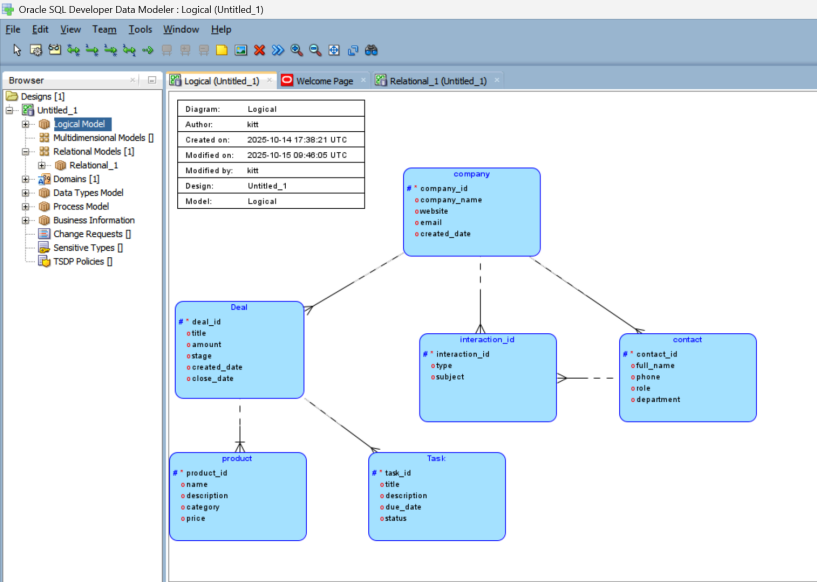 Oracle SQL Developer Data Modeler : Logical (Untitled_1)
File Edit View Team Tools Window Help
Browser
Designs [1]
Untitled_1
Logical Model
Multidimensional Models []
Relational Models [1]
Relational_1
Domains [1]
Data Types Model
Process Model
Business Information
Change Requests []
Sensitive Types []
TSDP Policies []
Logical (Untitled_1) Welcome Page Relational_1 (Untitled_1)
Diagram: Logical
Author: kitt
Created on: 2025-10-14 17:38:21 UTC
Modified on: 2025-10-15 09:46:05 UTC
Modified by: kitt
Design: Untitled_1
Model: Logical
company
# * company_id
o company_name
o website
o email
o created_date
Deal
# * deal_id
o title
o amount
o stage
o created_date
o close_date
interaction_id
# * interaction_id
o type
o subject
contact
# * contact_id
o full_name
o phone
o role
o department
product
# * product_id
o name
o description
o category
o price
Task
# * task_id
o title
o description
o due_date
o status